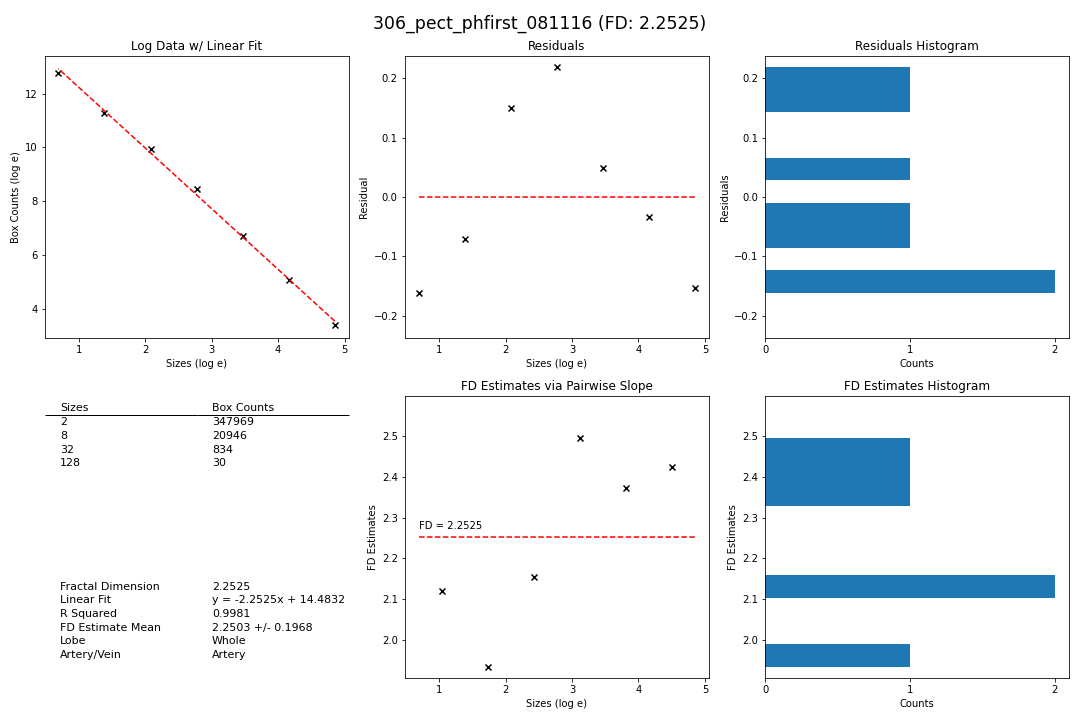 306_pect_phfirst_081116 (FD: 2.2525)
Log Data w/ Linear Fit
Box Counts (log e)
12
10
8
6
4
1 2 3 4 5
Sizes (log e)
Residuals
Residual
0.2
0.1
0.0
−0.1
−0.2
1 2 3 4 5
Sizes (log e)
Residuals Histogram
Residuals
0.2
0.1
0.0
−0.1
−0.2
0 1 2
Counts
Sizes Box Counts
2 347969
8 20946
32 834
128 30
Fractal Dimension 2.2525
Linear Fit y = -2.2525x + 14.4832
R Squared 0.9981
FD Estimate Mean 2.2503 +/- 0.1968
Lobe Whole
Artery/Vein Artery
FD Estimates via Pairwise Slope
FD Estimates
2.5
2.4
2.3
2.2
2.1
2.0
FD = 2.2525
1 2 3 4 5
Sizes (log e)
FD Estimates Histogram
FD Estimates
2.5
2.4
2.3
2.2
2.1
2.0
0 1 2
Counts